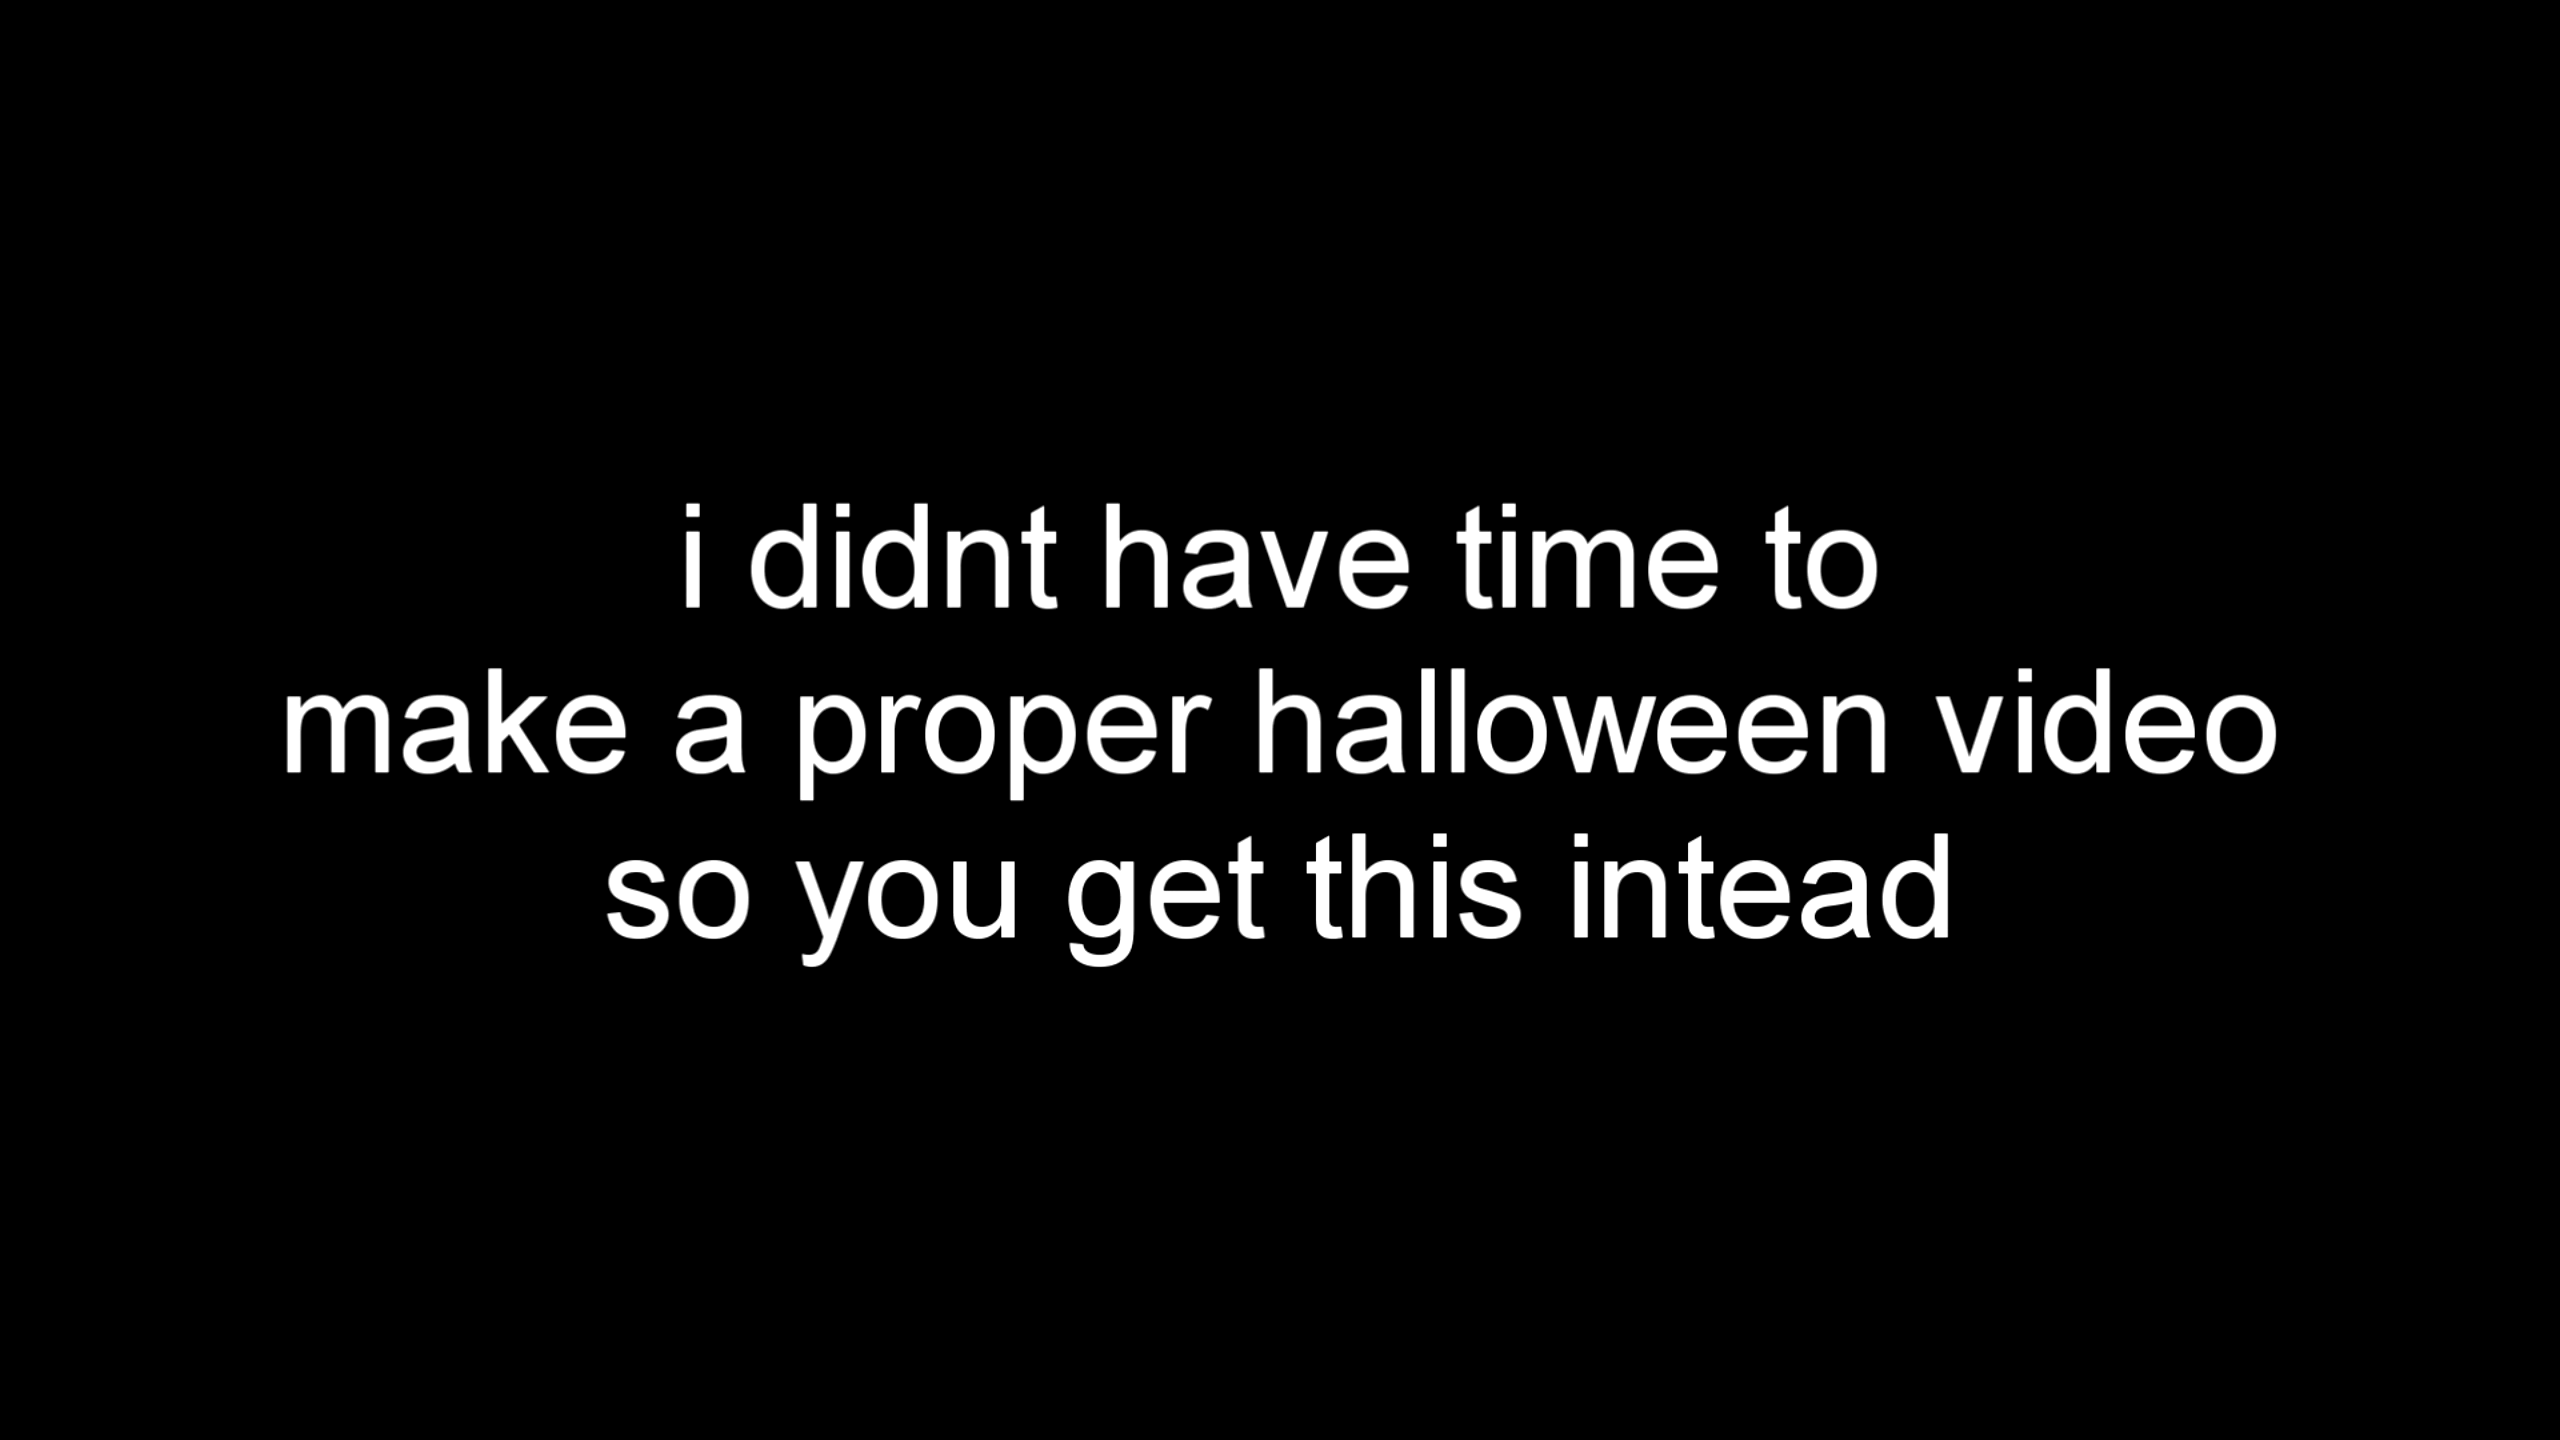 i didnt have time to
make a proper halloween video
so you get this intead